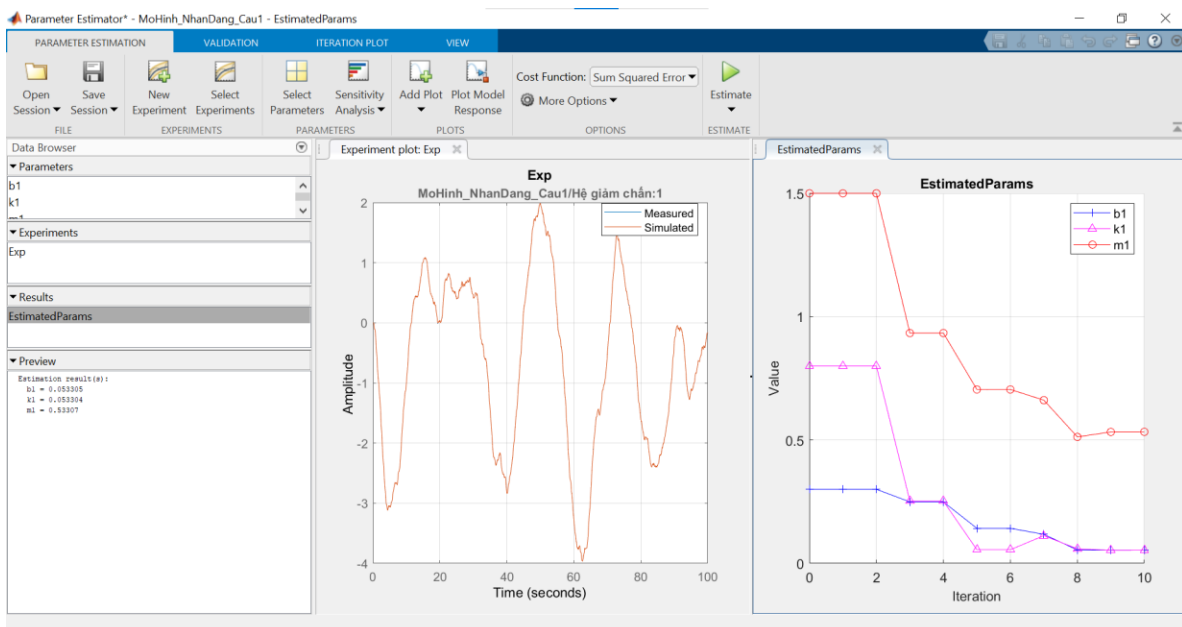 Parameter Estimator* - MoHinh_NhanDang_Cau1 - EstimatedParams
PARAMETER ESTIMATION VALIDATION ITERATION PLOT VIEW
Open Session
Save Session
New Experiment
Select Experiments
Select Parameters
Sensitivity Analysis
Add Plot
Plot Model Response
Cost Function: Sum Squared Error
More Options
Estimate
FILE EXPERIMENTS PARAMETERS PLOTS OPTIONS ESTIMATE
Data Browser
Parameters
b1
k1
m1
Experiments
Exp
Results
EstimatedParams
Preview
Estimation result(s):
b1 = 0.053305
k1 = 0.053304
m1 = 0.53307
Experiment plot: Exp
Exp
MoHinh_NhanDang_Cau1/Hệ giảm chấn:1
Measured
Simulated
Amplitude
2
1
0
-1
-2
-3
-4
0 20 40 60 80 100
Time (seconds)
EstimatedParams
EstimatedParams
b1
k1
m1
Value
1.5
1
0.5
0
0 2 4 6 8 10
Iteration